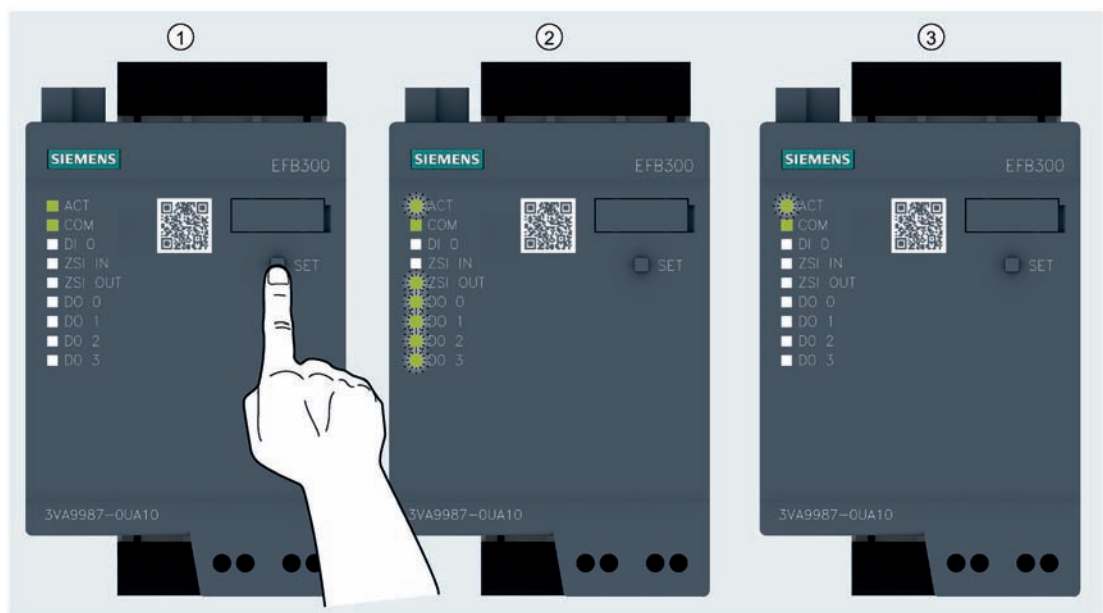 ① ② ③
SIEMENS EFB300
ACT
COM
DI 0
ZSI IN
SET
ZSI OUT
DO 0
DO 1
DO 2
DO 3
3VA9987-0UA10
SIEMENS EFB300
ACT
COM
DI 0
ZSI IN
SET
ZSI OUT
DO 0
DO 1
DO 2
DO 3
3VA9987-0UA10
SIEMENS EFB300
ACT
COM
DI 0
ZSI IN
SET
ZSI OUT
DO 0
DO 1
DO 2
DO 3
3VA9987-0UA10